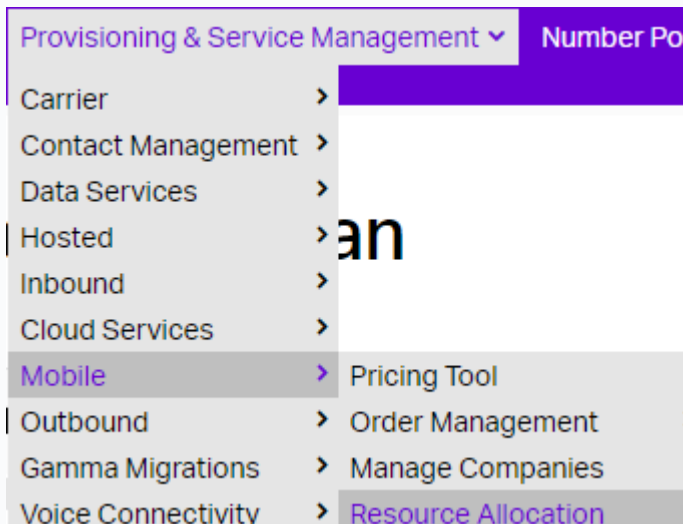 Provisioning & Service Management
Number Po
Carrier
Contact Management
Data Services
an
Hosted
Inbound
Cloud Services
Mobile
Pricing Tool
Outbound
Order Management
Gamma Migrations
Manage Companies
Voice Connectivity
Resource Allocation